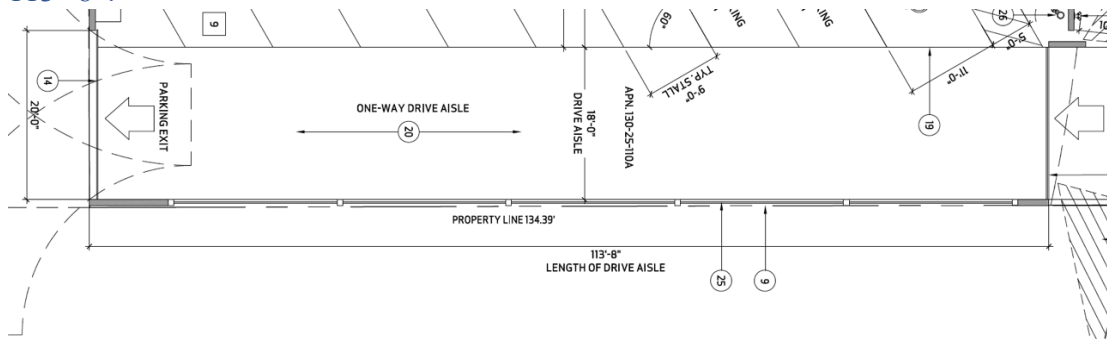 9
60°
26
10
14
20'-0"
PARKING EXIT
ONE-WAY DRIVE AISLE
20
18'-0"
DRIVE AISLE
APN. 130-25-110A
9'-0"
TYP. STALL
11'-0"
5'-0"
19
PROPERTY LINE 134.39'
113'-8"
LENGTH OF DRIVE AISLE
25
9